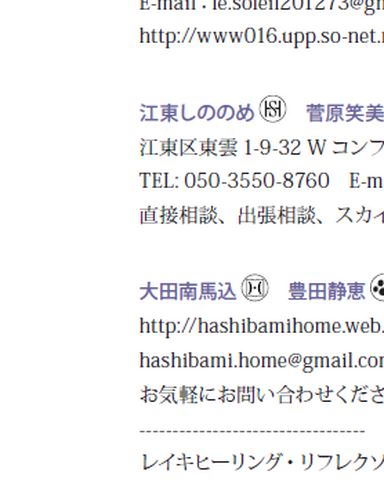 E-mail : le.soleil201273@gm
http://www016.upp.so-net.n
江東しののめ 菅原笑美
江東区東雲 1-9-32 W コンフ
TEL: 050-3550-8760 E-m
直接相談、出張相談、スカイ
大田南馬込 豊田静恵
http://hashibamihome.web.
hashibami.home@gmail.com
お気軽にお問い合わせくださ
---------------------------------
レイキヒーリング・リフレクソ